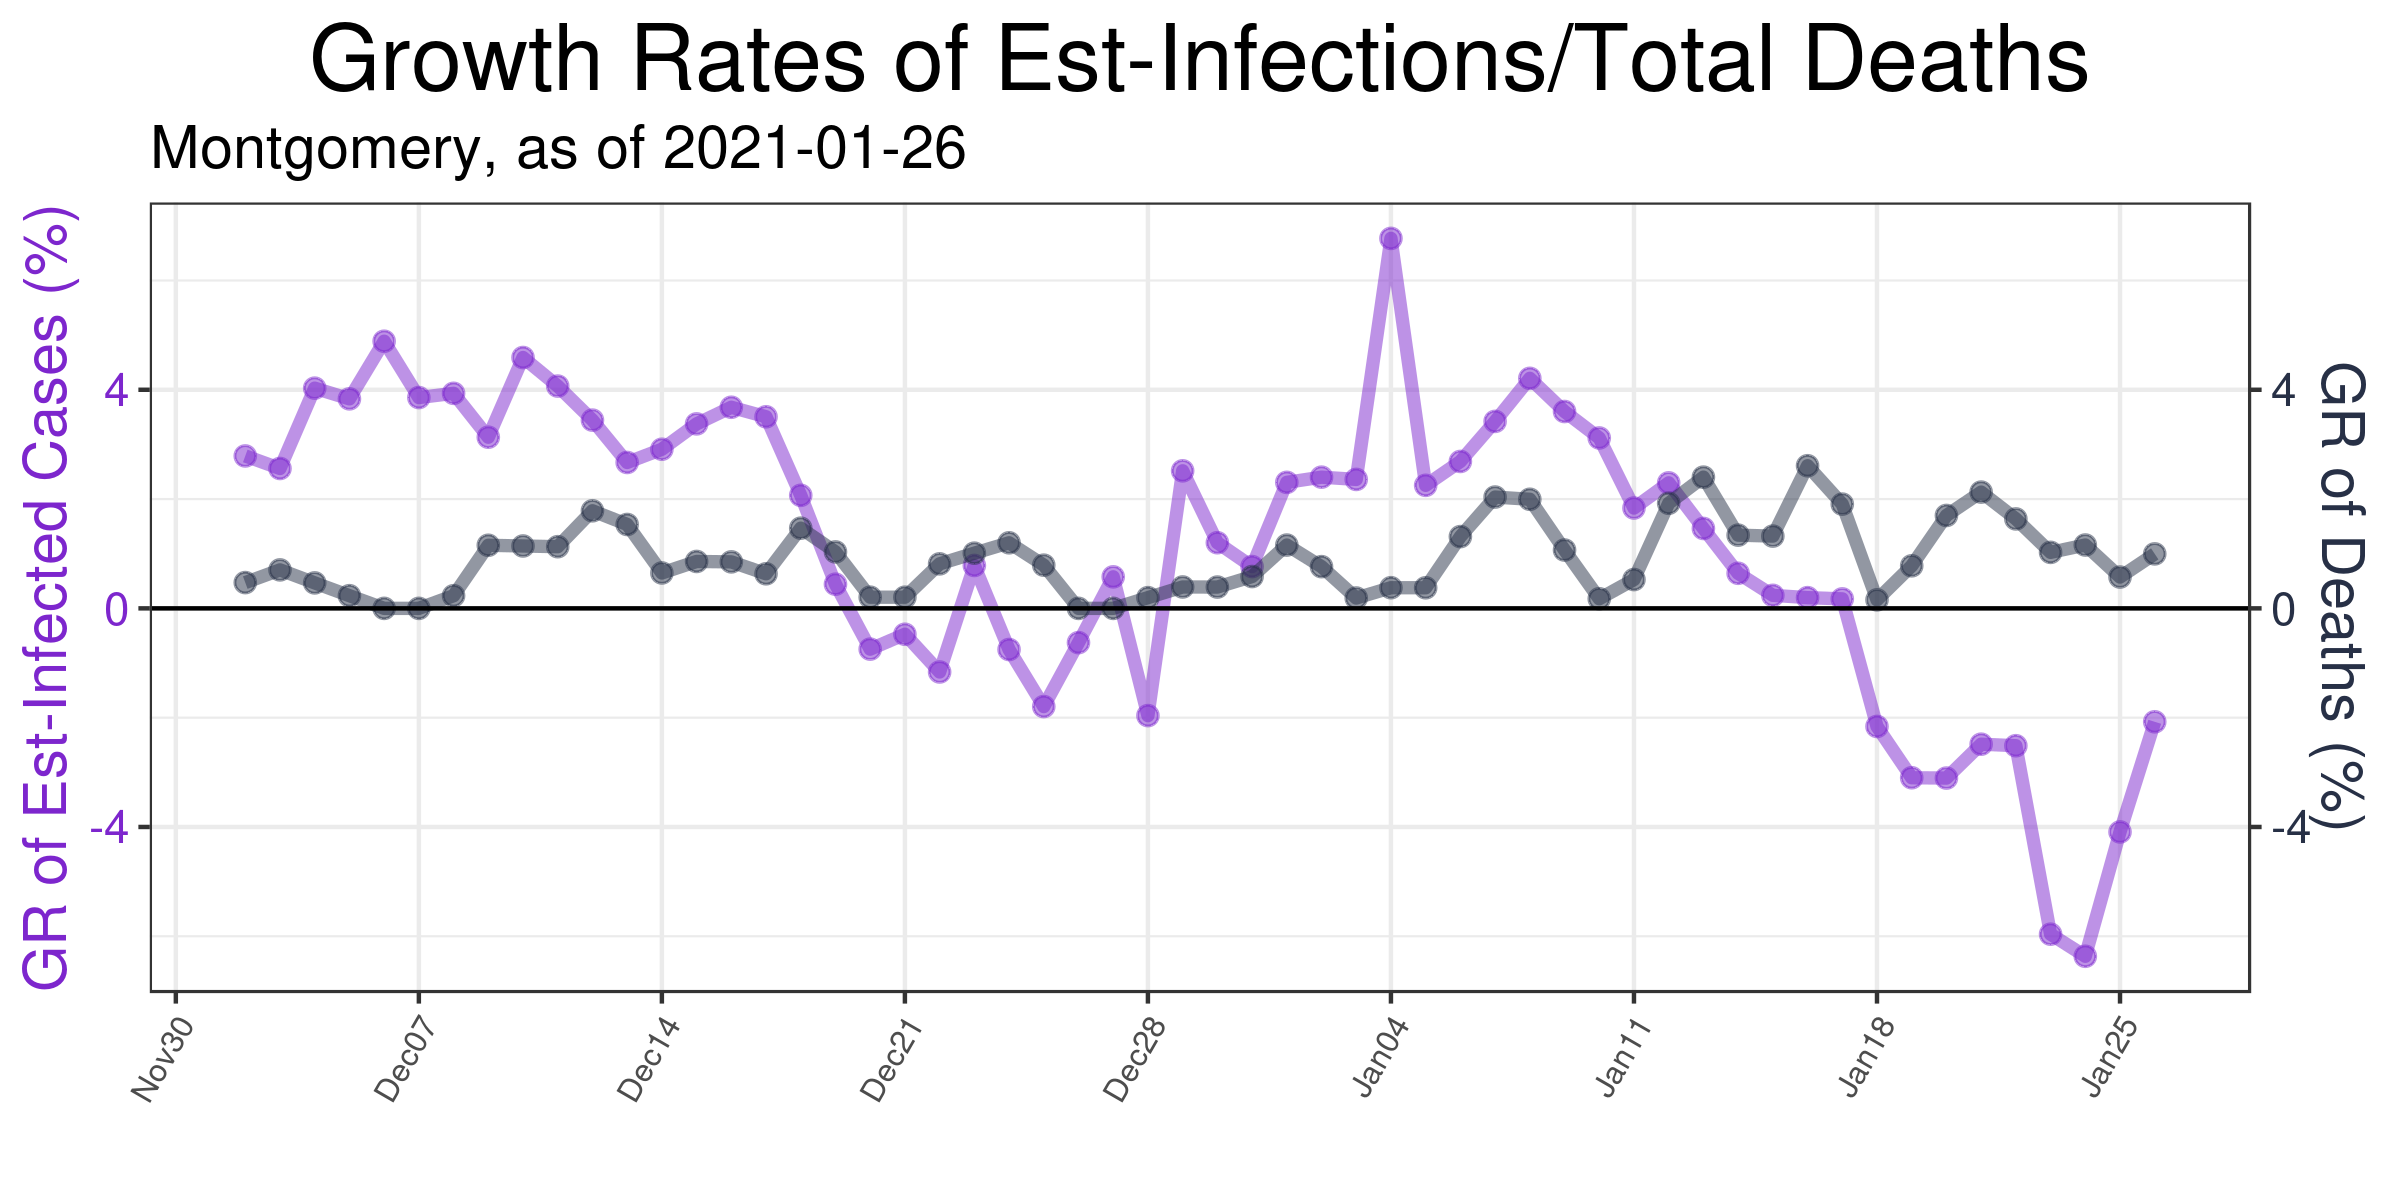 Growth Rates of Est-Infections/Total Deaths
Montgomery, as of 2021-01-26
GR of Est-Infected Cases (%)
4
0
-4
GR of Deaths (%)
4
0
-4
Nov30
Dec07
Dec14
Dec21
Dec28
Jan04
Jan11
Jan18
Jan25